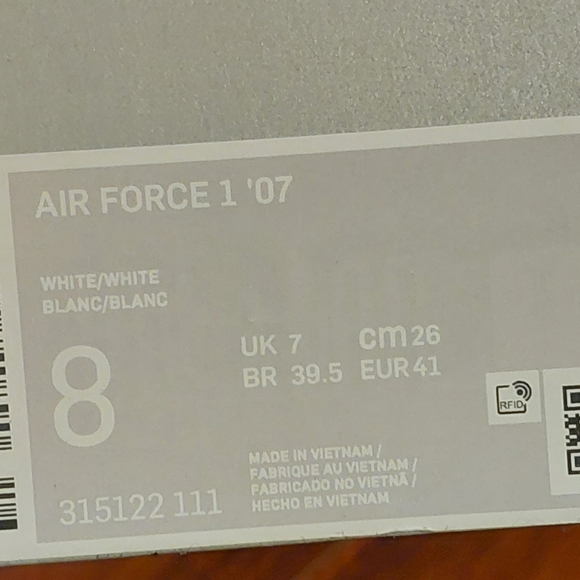 AIR FORCE 1 '07
WHITE/WHITE
BLANC/BLANC
8
UK 7 cm 26
BR 39.5 EUR 41
RFID
MADE IN VIETNAM /
FABRIQUE AU VIETNAM /
FABRICADO NO VIETNÃ /
HECHO EN VIETNAM
315122 111